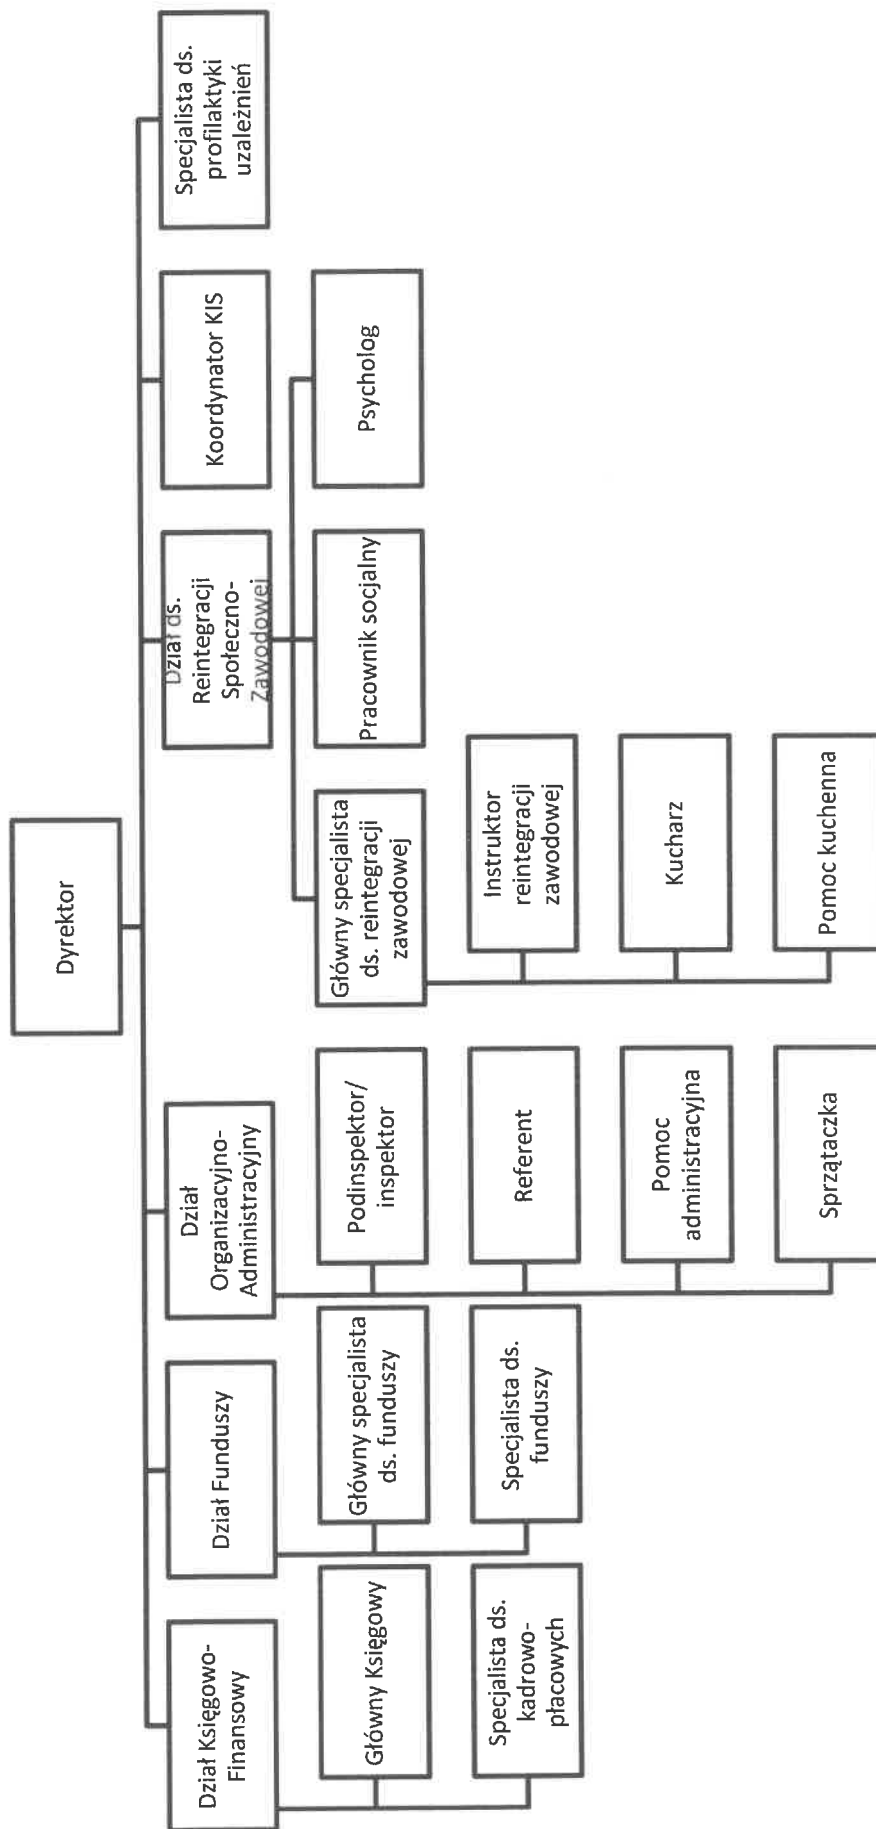 Dyrektor
Dział Księgowo-
Finansowy
Dział Funduszy
Dział
Organizacyjno-
Administracyjny
Dział ds.
Reintegracji
Społeczno-
Zawodowej
Koordynator KIS
Specjalista ds.
profilaktyki
uzależnień
Główny Księgowy
Główny specjalista
ds. funduszy
Podinspektor/
inspektor
Główny specjalista
ds. reintegracji
zawodowej
Pracownik socjalny
Psycholog
Specjalista ds.
kadrowo-
płacowych
Specjalista ds.
funduszy
Referent
Instruktor
reintegracji
zawodowej
Pomoc
administracyjna
Kucharz
Sprzątaczka
Pomoc kuchenna